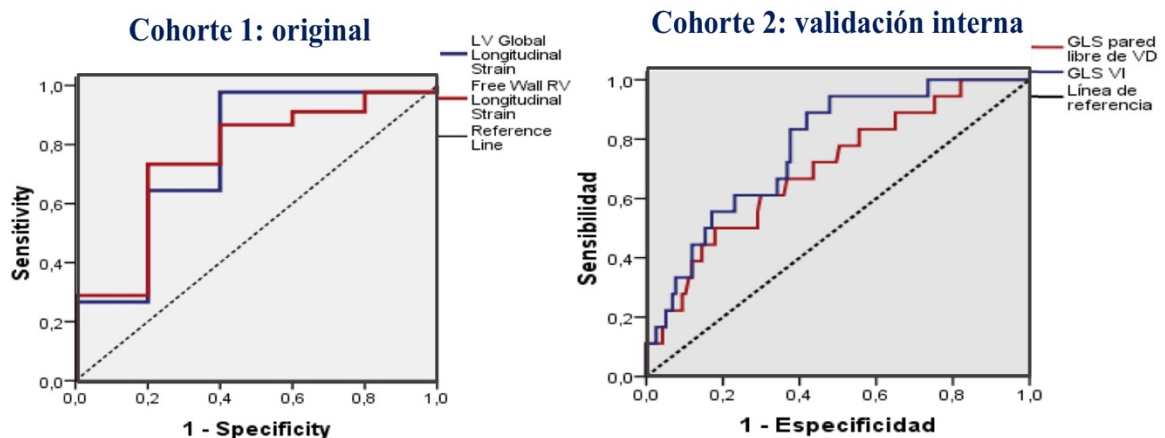 Cohorte 1: original
LV Global
Longitudinal
Strain
Free Wall RV
Longitudinal
Strain
Reference
Line
Sensitivity
1,0
0,8
0,6
0,4
0,2
0,0
0,0 0,2 0,4 0,6 0,8 1,0
1 - Specificity
Cohorte 2: validación interna
GLS pared
libre de VD
GLS VI
Línea de
referencia
Sensibilidad
1,0
0,8
0,6
0,4
0,2
0,0
0,0 0,2 0,4 0,6 0,8 1,0
1 - Especificidad